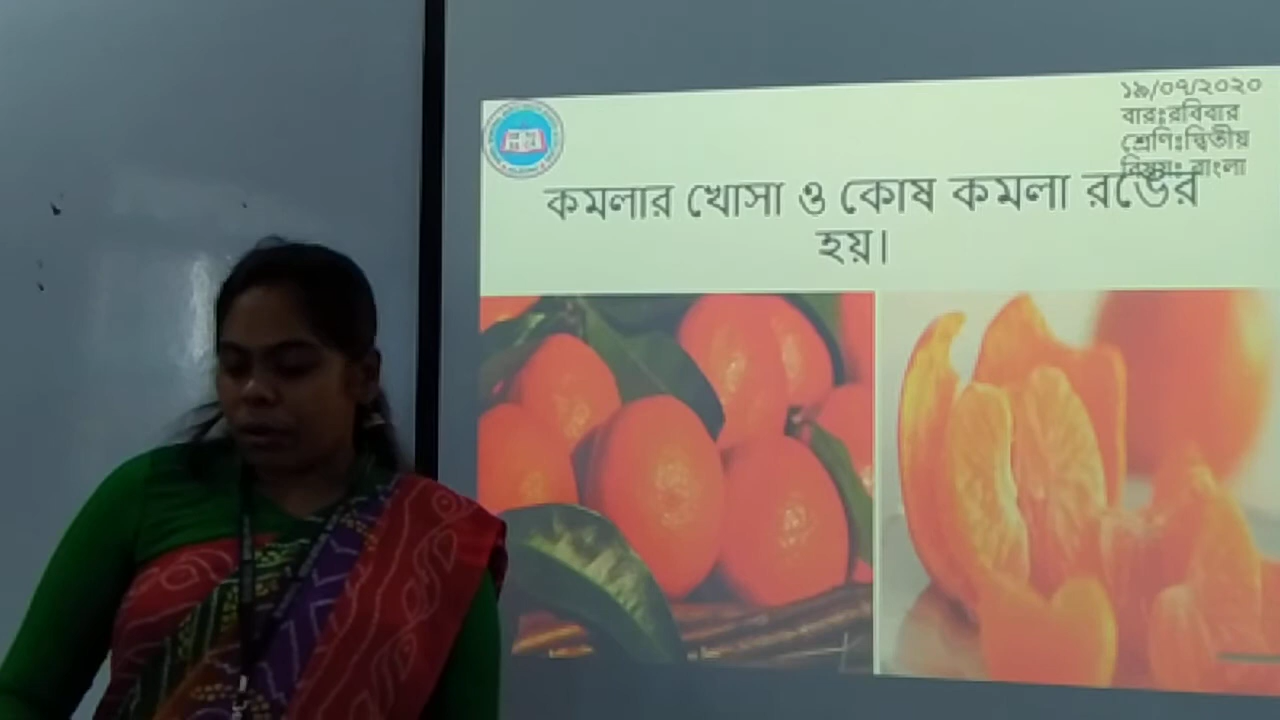 ১৯/০৭/২০২০
বারঃরবিবার
শ্রেণিঃদ্বিতীয়
বিষয়ঃ বাংলা
কমলার খোসা ও কোষ কমলা রঙের
হয়।